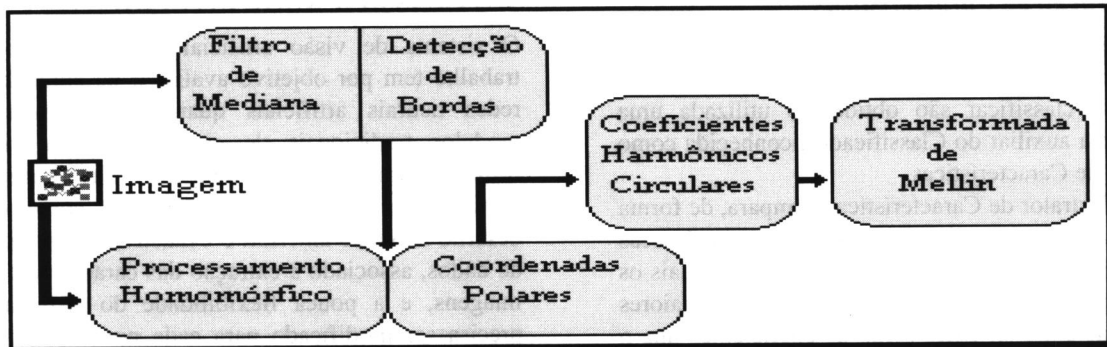 Filtro
de
Mediana
Detecção
de
Bordas
Imagem
Processamento
Homomórfico
Coordenadas
Polares
Coeficientes
Harmônicos
Circulares
Transformada
de
Mellin